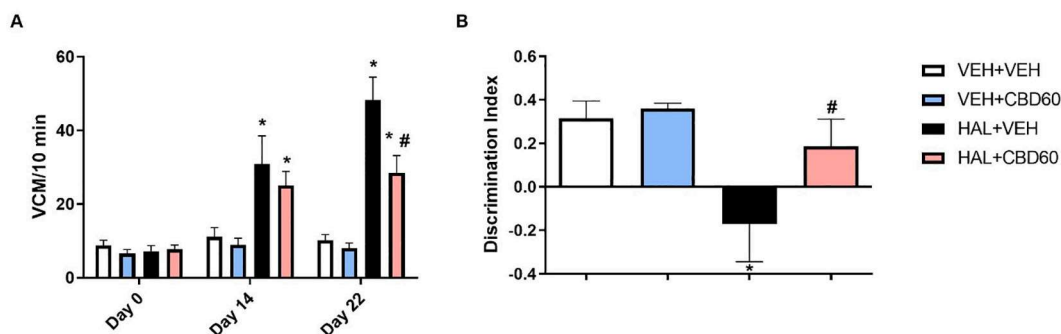 A
VCM/10 min
60
40
20
0
*
*
*
* #
Day 0
Day 14
Day 22
B
Discrimination Index
0.6
0.4
0.2
0.0
-0.2
-0.4
*
#
VEH+VEH
VEH+CBD60
HAL+VEH
HAL+CBD60